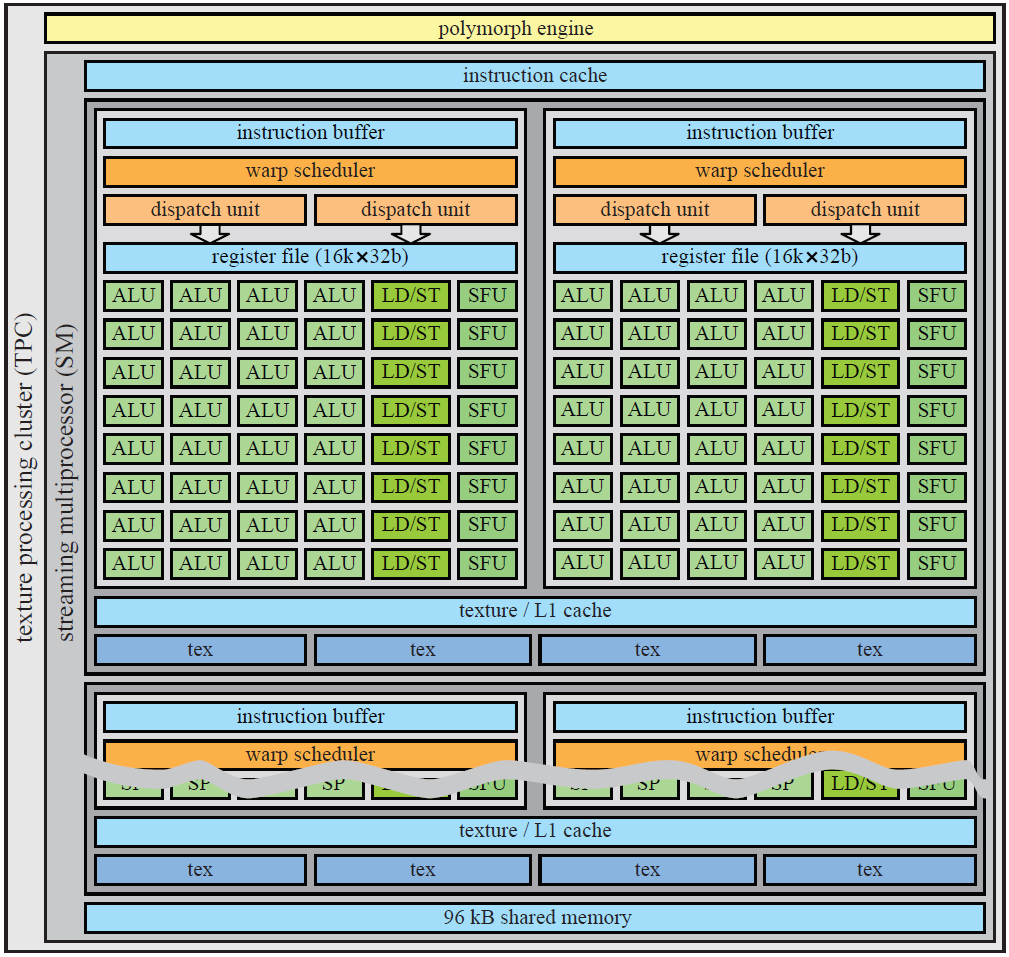 polymorph engine
texture processing cluster (TPC)
streaming multiprocessor (SM)
instruction cache
instruction buffer instruction buffer
warp scheduler warp scheduler
dispatch unit dispatch unit dispatch unit dispatch unit
register file (16k×32b) register file (16k×32b)
ALU ALU ALU ALU LD/ST SFU ALU ALU ALU ALU LD/ST SFU
ALU ALU ALU ALU LD/ST SFU ALU ALU ALU ALU LD/ST SFU
ALU ALU ALU ALU LD/ST SFU ALU ALU ALU ALU LD/ST SFU
ALU ALU ALU ALU LD/ST SFU ALU ALU ALU ALU LD/ST SFU
ALU ALU ALU ALU LD/ST SFU ALU ALU ALU ALU LD/ST SFU
ALU ALU ALU ALU LD/ST SFU ALU ALU ALU ALU LD/ST SFU
ALU ALU ALU ALU LD/ST SFU ALU ALU ALU ALU LD/ST SFU
ALU ALU ALU ALU LD/ST SFU ALU ALU ALU ALU LD/ST SFU
texture / L1 cache
tex tex tex tex
instruction buffer instruction buffer
warp scheduler warp scheduler
SP SP SP SP LD/ST
texture / L1 cache
tex tex tex tex
96 kB shared memory